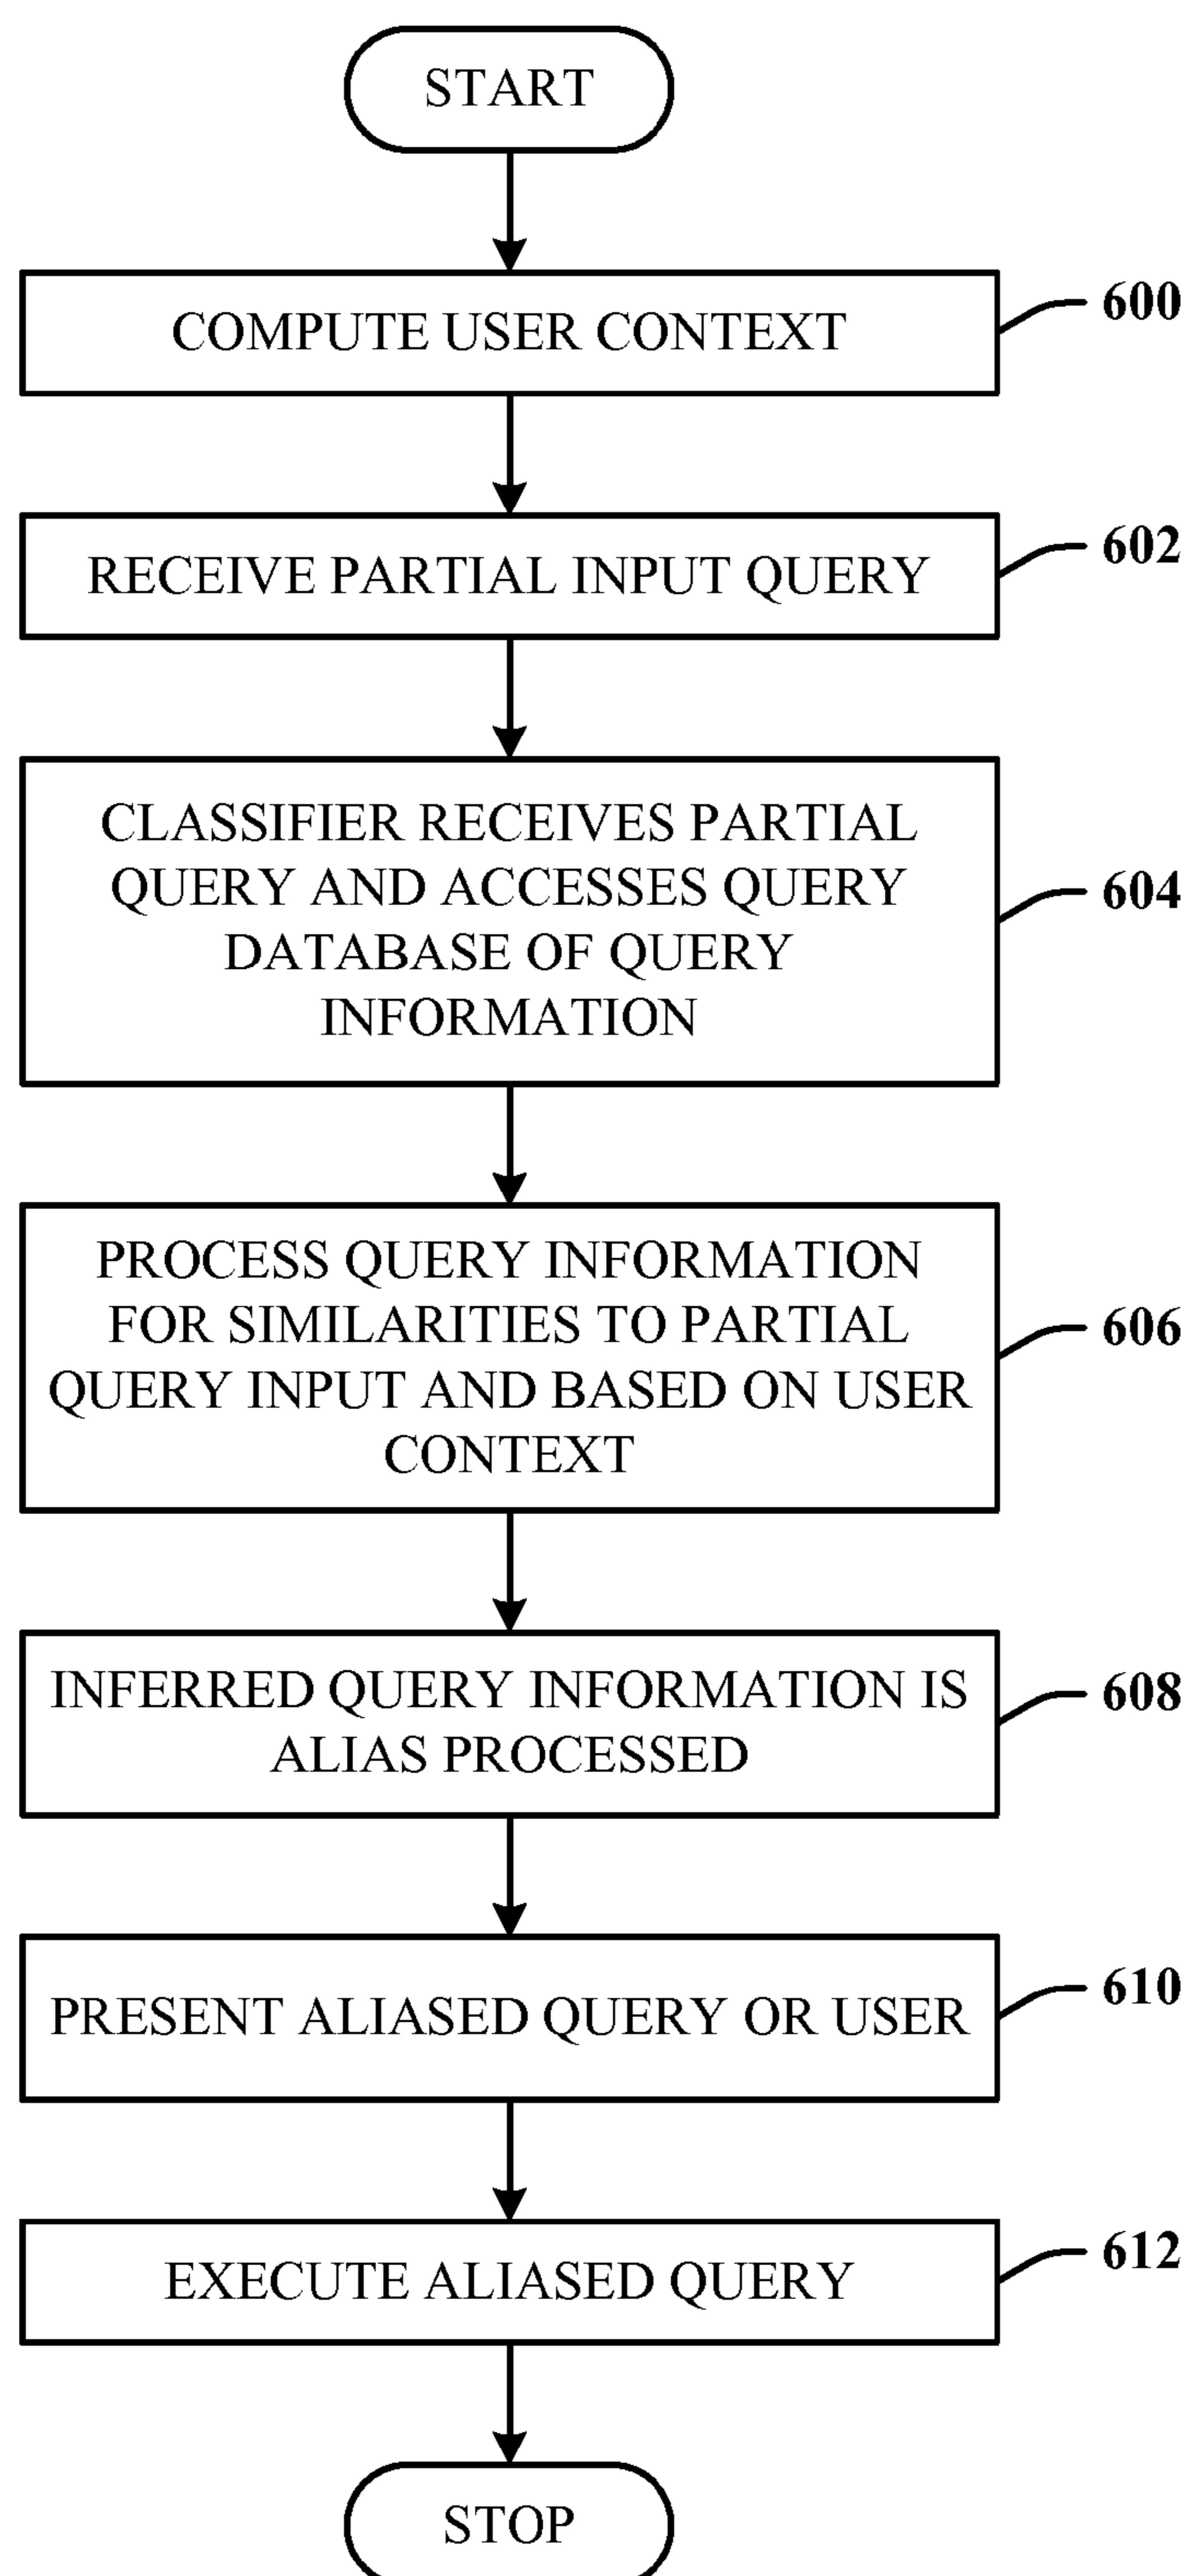 START
COMPUTE USER CONTEXT
600
RECEIVE PARTIAL INPUT QUERY
602
CLASSIFIER RECEIVES PARTIAL
QUERY AND ACCESSES QUERY
DATABASE OF QUERY
INFORMATION
604
PROCESS QUERY INFORMATION
FOR SIMILARITIES TO PARTIAL
QUERY INPUT AND BASED ON USER
CONTEXT
606
INFERRED QUERY INFORMATION IS
ALIAS PROCESSED
608
PRESENT ALIASED QUERY OR USER
610
EXECUTE ALIASED QUERY
612
STOP